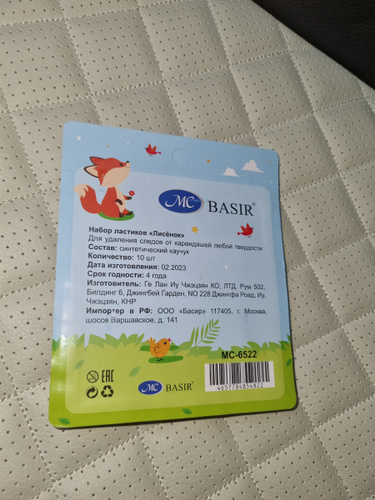 MC BASIR®
Набор ластиков «Лисёнок»
Для удаления следов от карандашей любой твердости
Состав: синтетический каучук
Количество: 10 шт
Дата изготовления: 02.2023
Срок годности: 4 года
Изготовитель: Ге Лан Иу Чжэцзян КО, ЛТД, Рум 502,
Билдинг 6, Джингбей Гарден, NO 228 Джингфа Роад, Иу,
Чжэцзян, КНР
Импортер в РФ: ООО «Басир» 117405, г. Москва,
шоссе Варшавское, д. 141
МС-6522
EAC
MC BASIR®
4657784854822